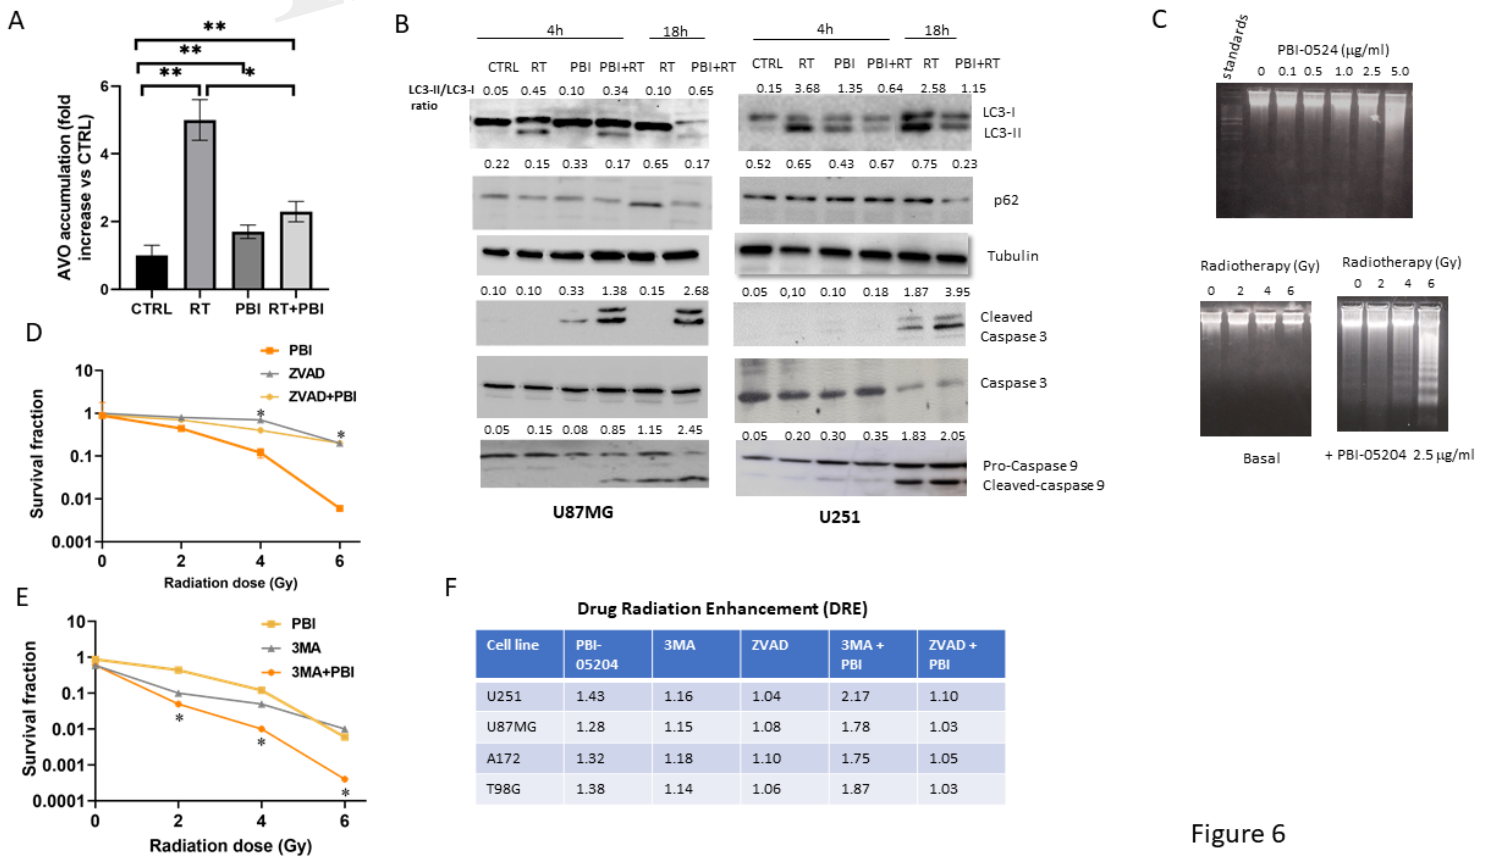 A
**
**
**
*
AVO accumulation (fold
increase vs CTRL)
6
4
2
0
CTRL RT PBI RT+PBI
B
4h 18h 4h 18h
CTRL RT PBI PBI+RT RT PBI+RT CTRL RT PBI PBI+RT RT PBI+RT
LC3-II/LC3-I 0.05 0.45 0.10 0.34 0.10 0.65 0.15 3.68 1.35 0.64 2.58 1.15
ratio
LC3-I
LC3-II
0.22 0.15 0.33 0.17 0.65 0.17 0.52 0.65 0.43 0.67 0.75 0.23
p62
Tubulin
0.10 0.10 0.33 1.38 0.15 2.68 0.05 0,10 0.10 0.18 1.87 3.95
Cleaved
Caspase 3
Caspase 3
0.05 0.15 0.08 0.85 1.15 2.45 0.05 0.20 0.30 0.35 1.83 2.05
Pro-Caspase 9
Cleaved-caspase 9
U87MG U251
C
standards
PBI-0524 (µg/ml)
0 0.1 0.5 1.0 2.5 5.0
Radiotherapy (Gy)
0 2 4 6
Basal
Radiotherapy (Gy)
0 2 4 6
+ PBI-05204 2.5 µg/ml
D
PBI
ZVAD
ZVAD+PBI
Survival fraction
10
1
0.1
0.01
0.001
*
*
0 2 4 6
Radiation dose (Gy)
E
PBI
3MA
3MA+PBI
Survival fraction
10
1
0.1
0.01
0.001
0.0001
*
*
*
0 2 4 6
Radiation dose (Gy)
F
Drug Radiation Enhancement (DRE)
Cell line PBI- 3MA ZVAD 3MA + ZVAD +
05204 PBI PBI
U251 1.43 1.16 1.04 2.17 1.10
U87MG 1.28 1.15 1.08 1.78 1.03
A172 1.32 1.18 1.10 1.75 1.05
T98G 1.38 1.14 1.06 1.87 1.03
Figure 6